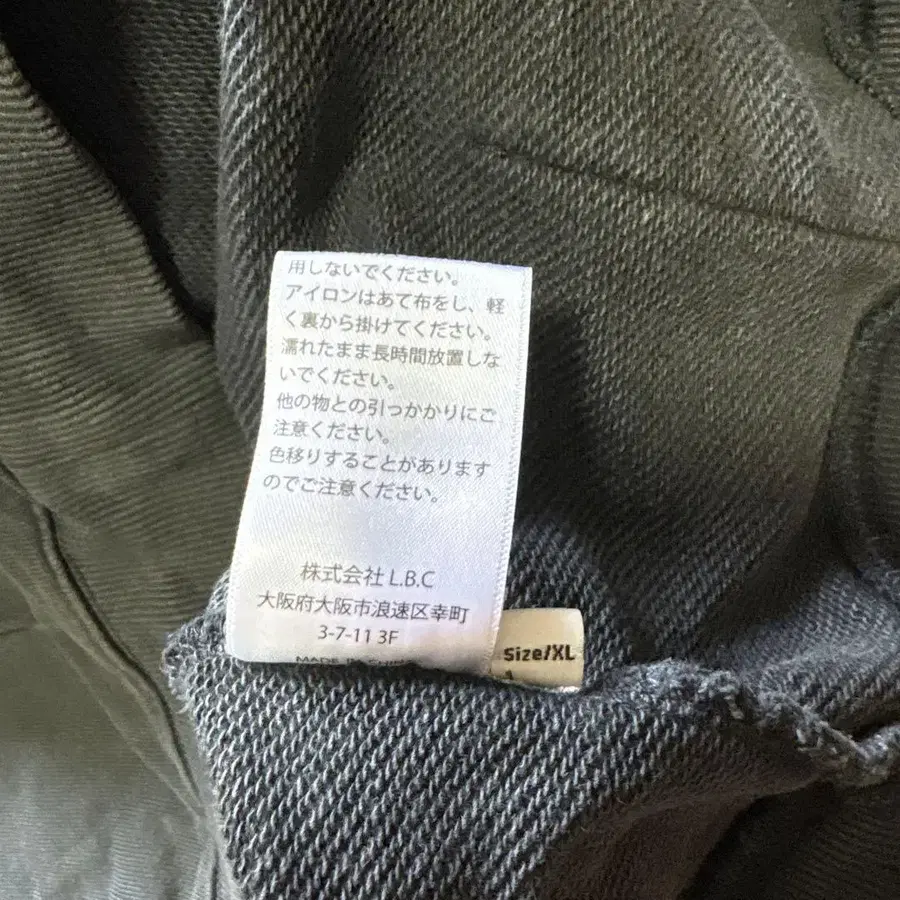 用しないでください。
アイロンはあて布をし、軽
く裏から掛けてください。
濡れたまま長時間放置しな
いでください。
他の物との引っかかりにご
注意ください。
色移りすることがあります
のでご注意ください。
株式会社 L.B.C
大阪府大阪市浪速区幸町
3-7-11 3F
MADE IN CHINA
Size/XL